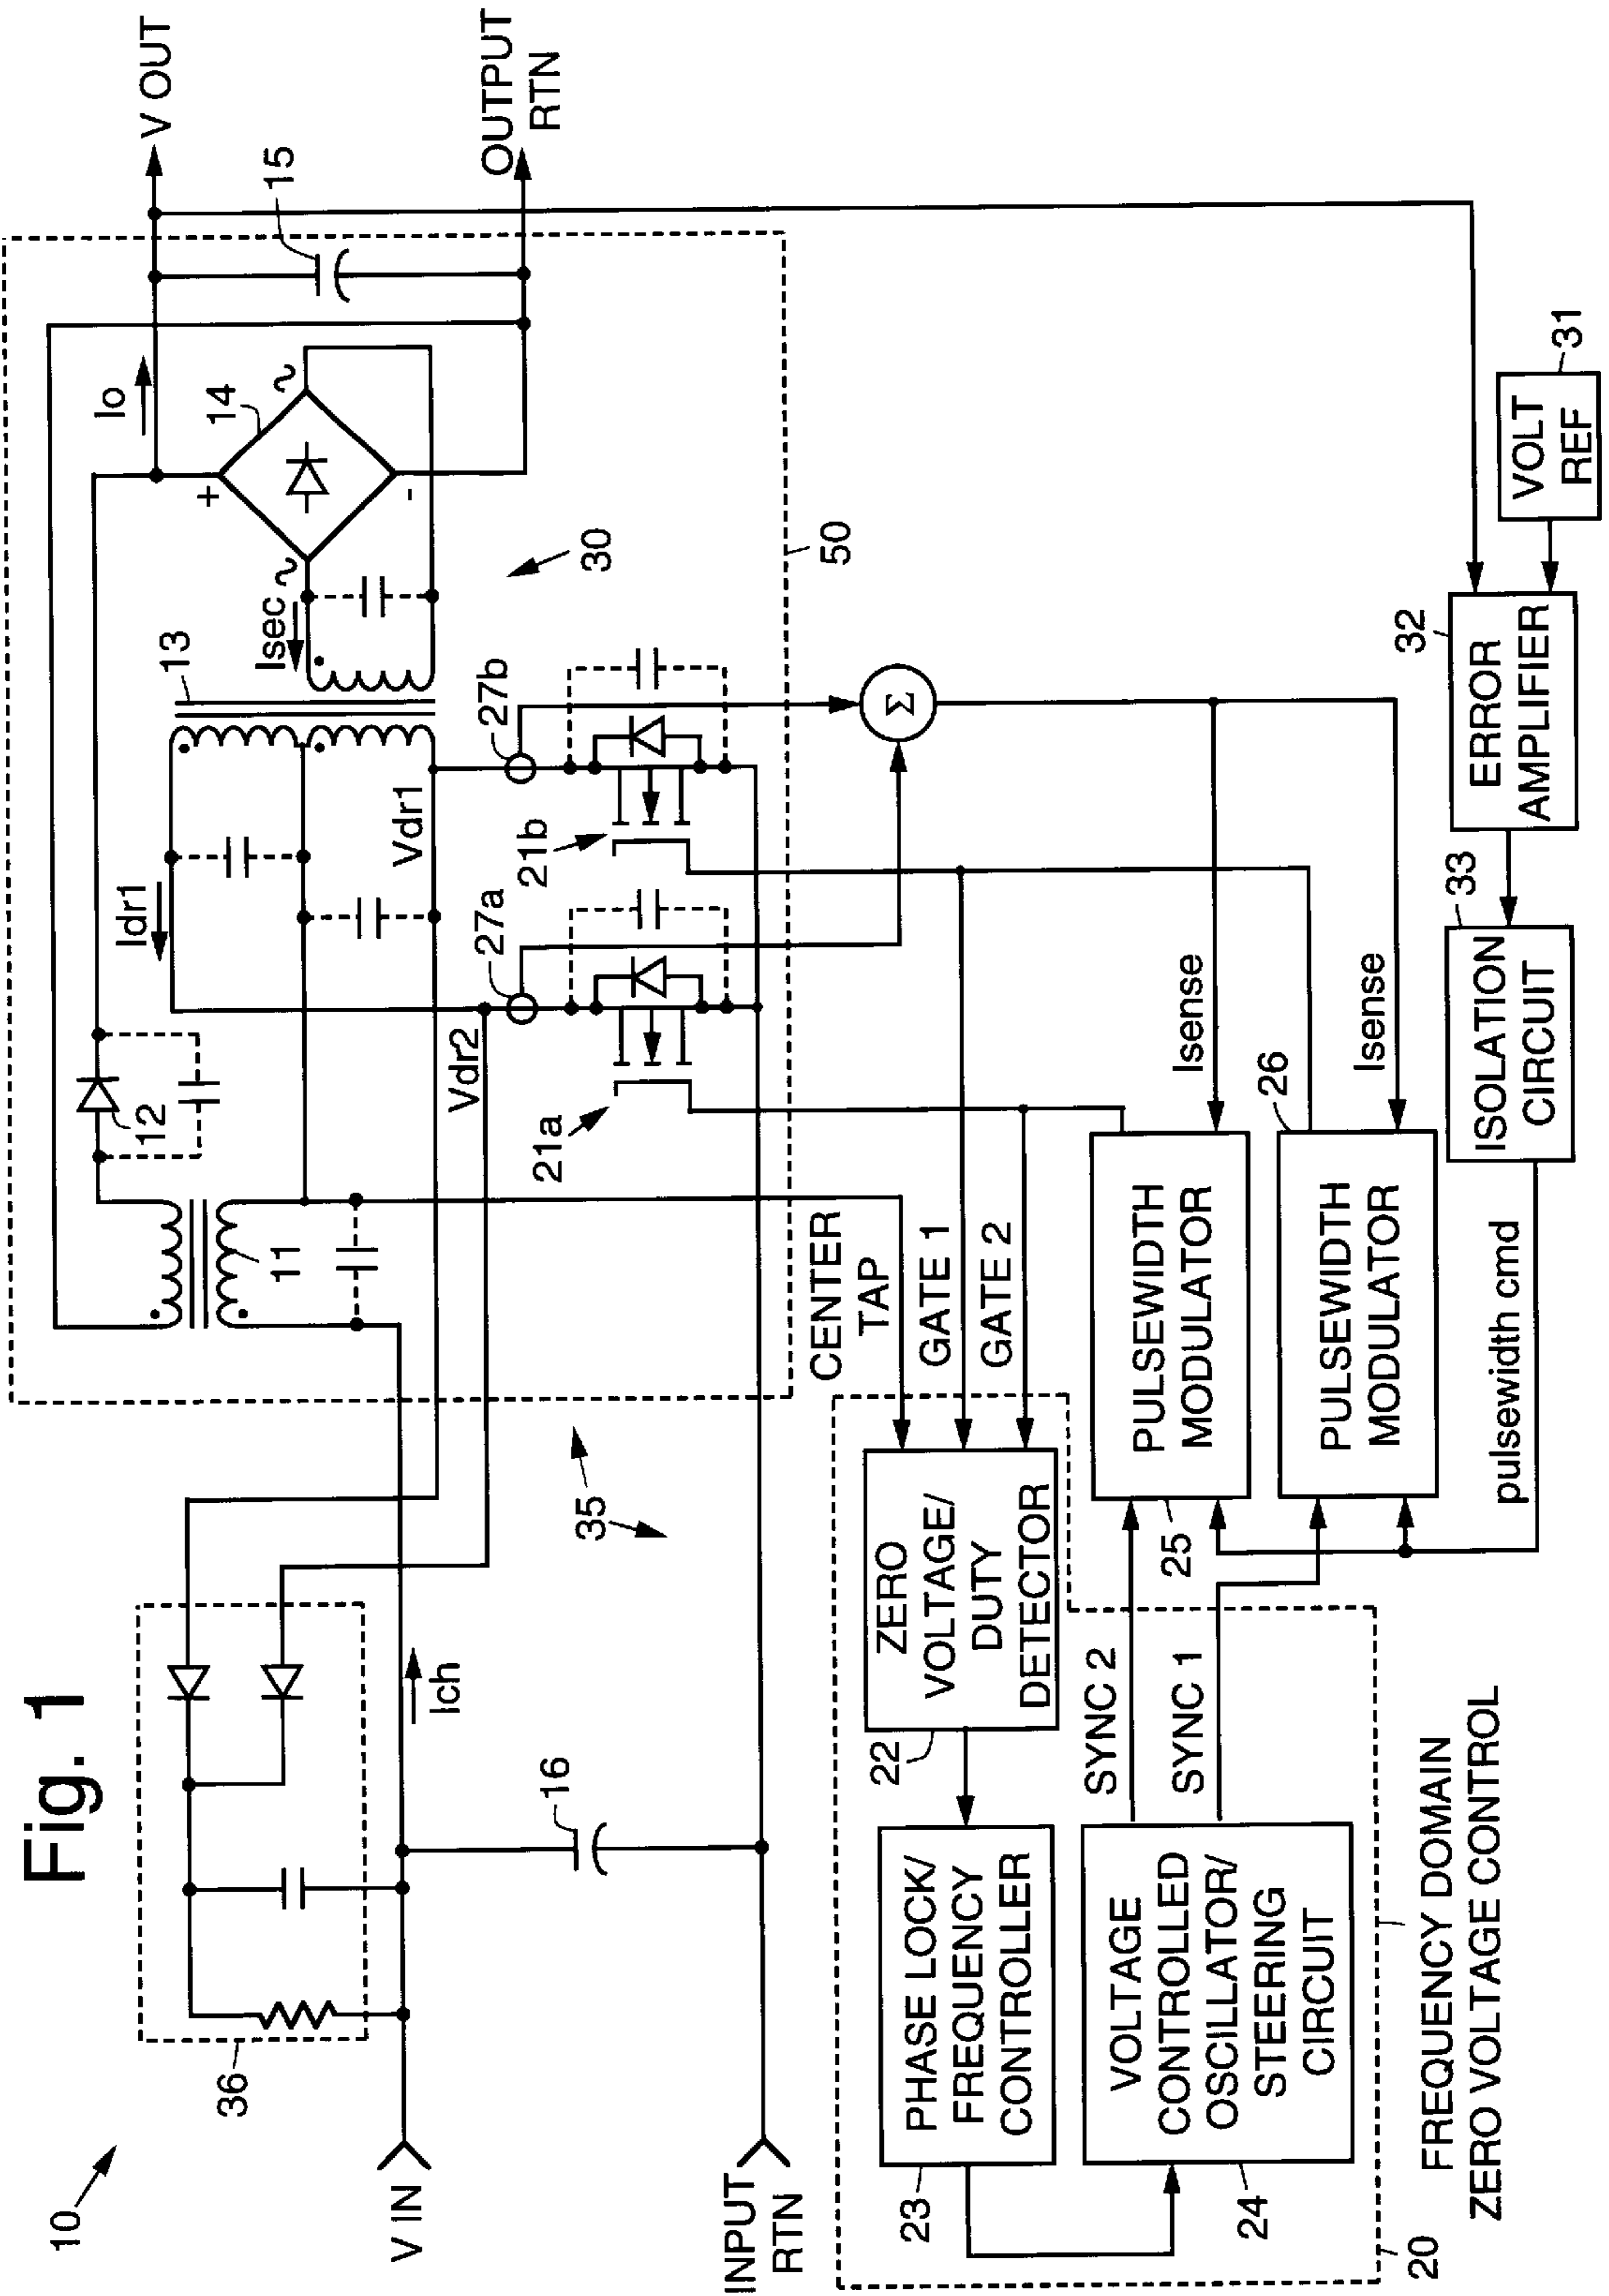 Fig. 1
10
36
V IN
Ich
16
INPUT
RTN
35
11
12
Idr1
13
Isec
Io
14
+
-
~
~
15
V OUT
OUTPUT
RTN
30
50
Vdr1
Vdr2
27a
27b
21a
21b
Σ
CENTER
TAP
GATE 1
GATE 2
ZERO
VOLTAGE/
DUTY
DETECTOR
22
PHASE LOCK/
FREQUENCY
CONTROLLER
23
VOLTAGE
CONTROLLED
OSCILLATOR/
STEERING
CIRCUIT
24
SYNC 2
SYNC 1
20
FREQUENCY DOMAIN
ZERO VOLTAGE CONTROL
PULSEWIDTH
MODULATOR
25
PULSEWIDTH
MODULATOR
26
Isense
Isense
pulsewidth cmd
ISOLATION
CIRCUIT
33
ERROR
AMPLIFIER
32
VOLT
REF
31